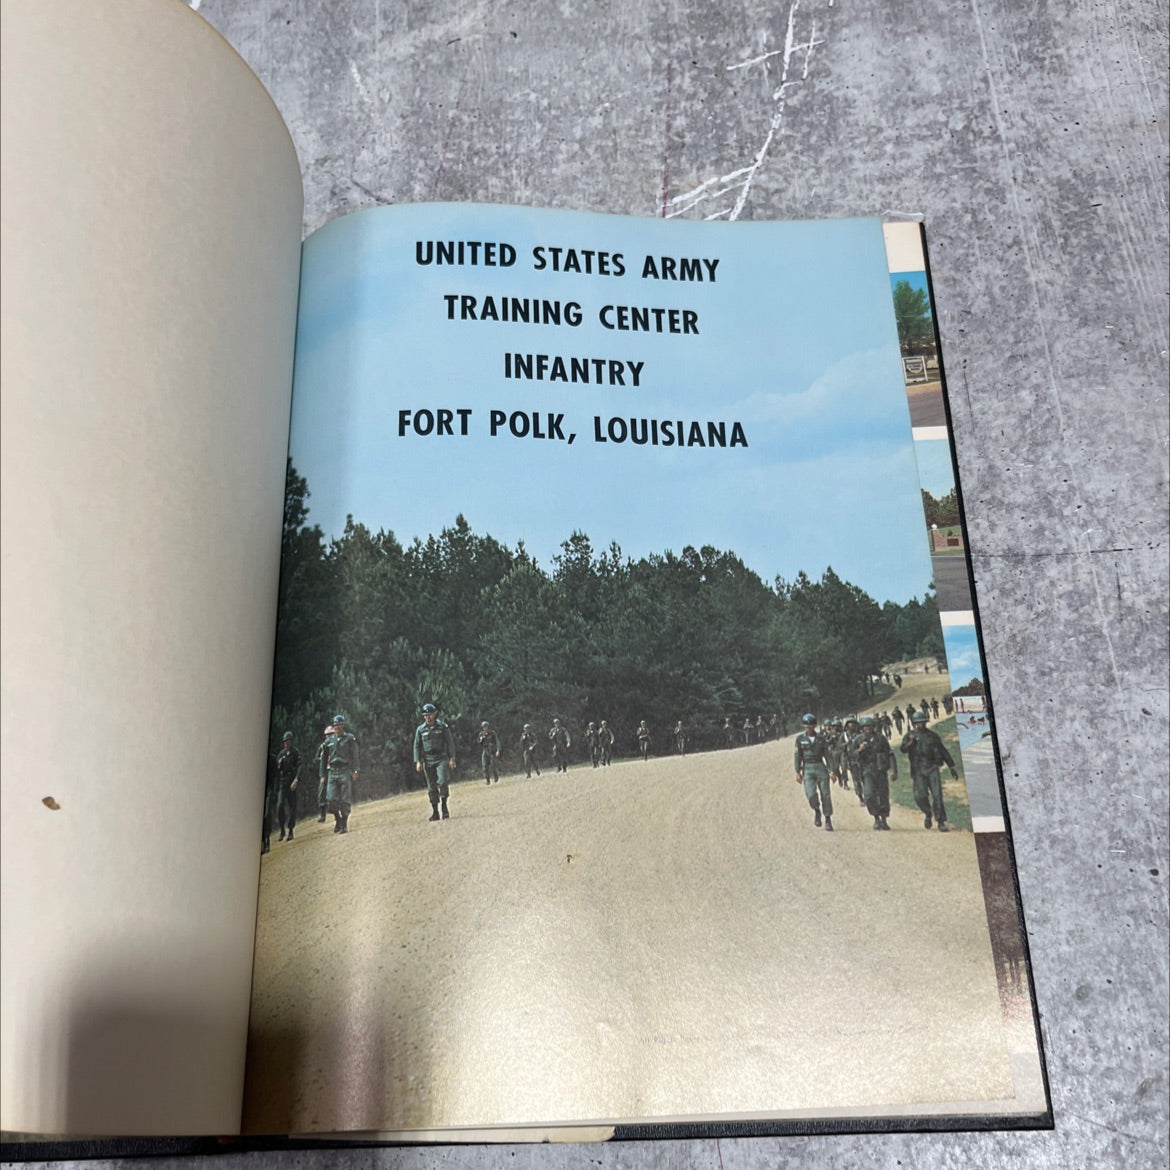 UNITED STATES ARMY
TRAINING CENTER
INFANTRY
FORT POLK, LOUISIANA